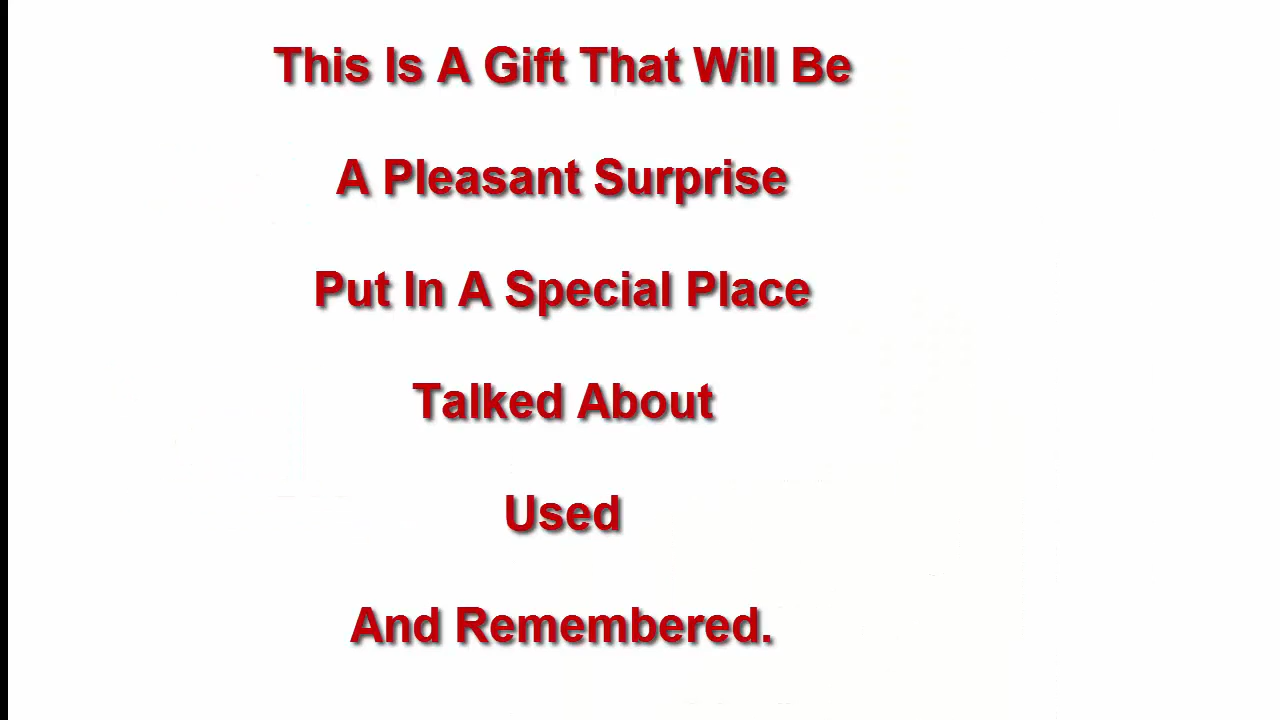 This Is A Gift That Will Be
A Pleasant Surprise
Put In A Special Place
Talked About
Used
And Remembered.